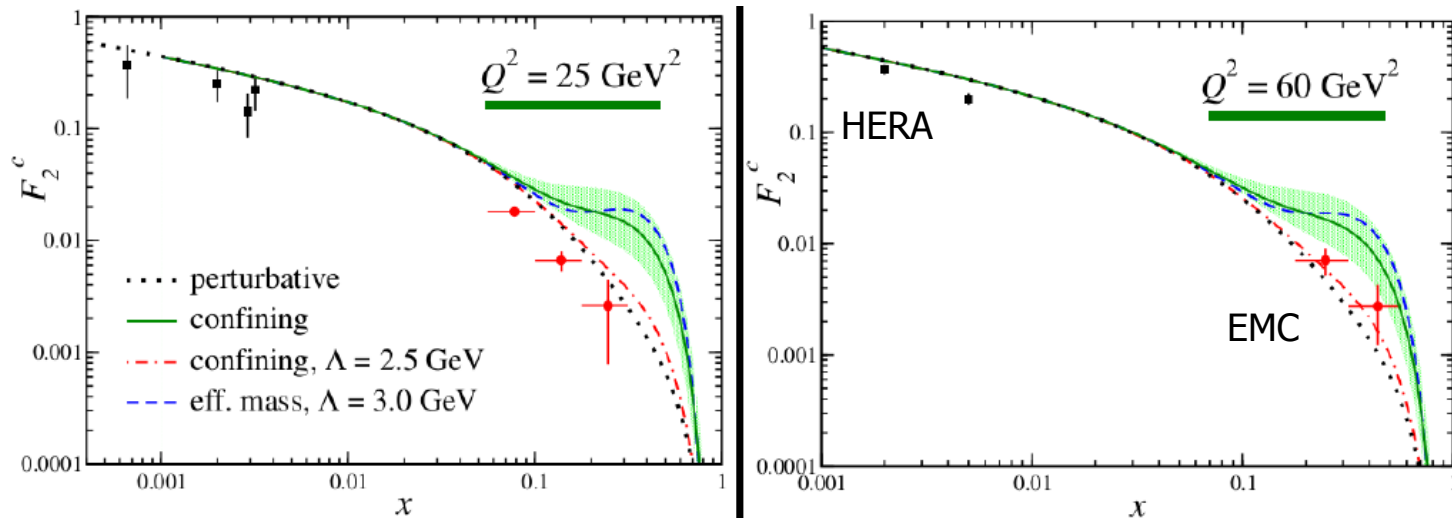 1
0.1
0.01
0.001
0.0001
F₂ᶜ
Q² = 25 GeV²
perturbative
confining
confining, Λ = 2.5 GeV
eff. mass, Λ = 3.0 GeV
0.001
0.01
0.1
1
x
1
0.1
0.01
0.001
0.0001
F₂ᶜ
Q² = 60 GeV²
HERA
EMC
0.001
0.01
0.1
1
x